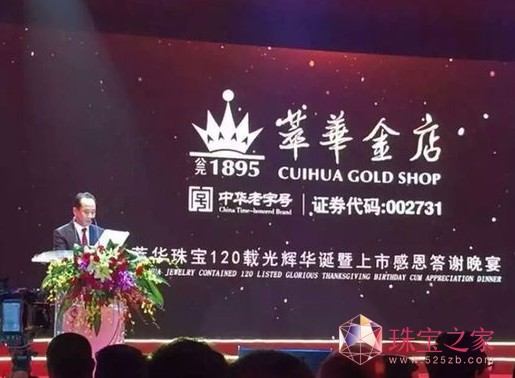 公元1895
萃華金店
CUIHUA GOLD SHOP
中华老字号
China Time-honored Brand
证券代码:002731
萃华珠宝120载光辉华诞暨上市感恩答谢晚宴
JEWELRY CONTAINED 120 LISTED GLORIOUS THANKSGIVING BIRTHDAY CUM APPRECIATION DINNER
珠宝之家
www.525zb.com